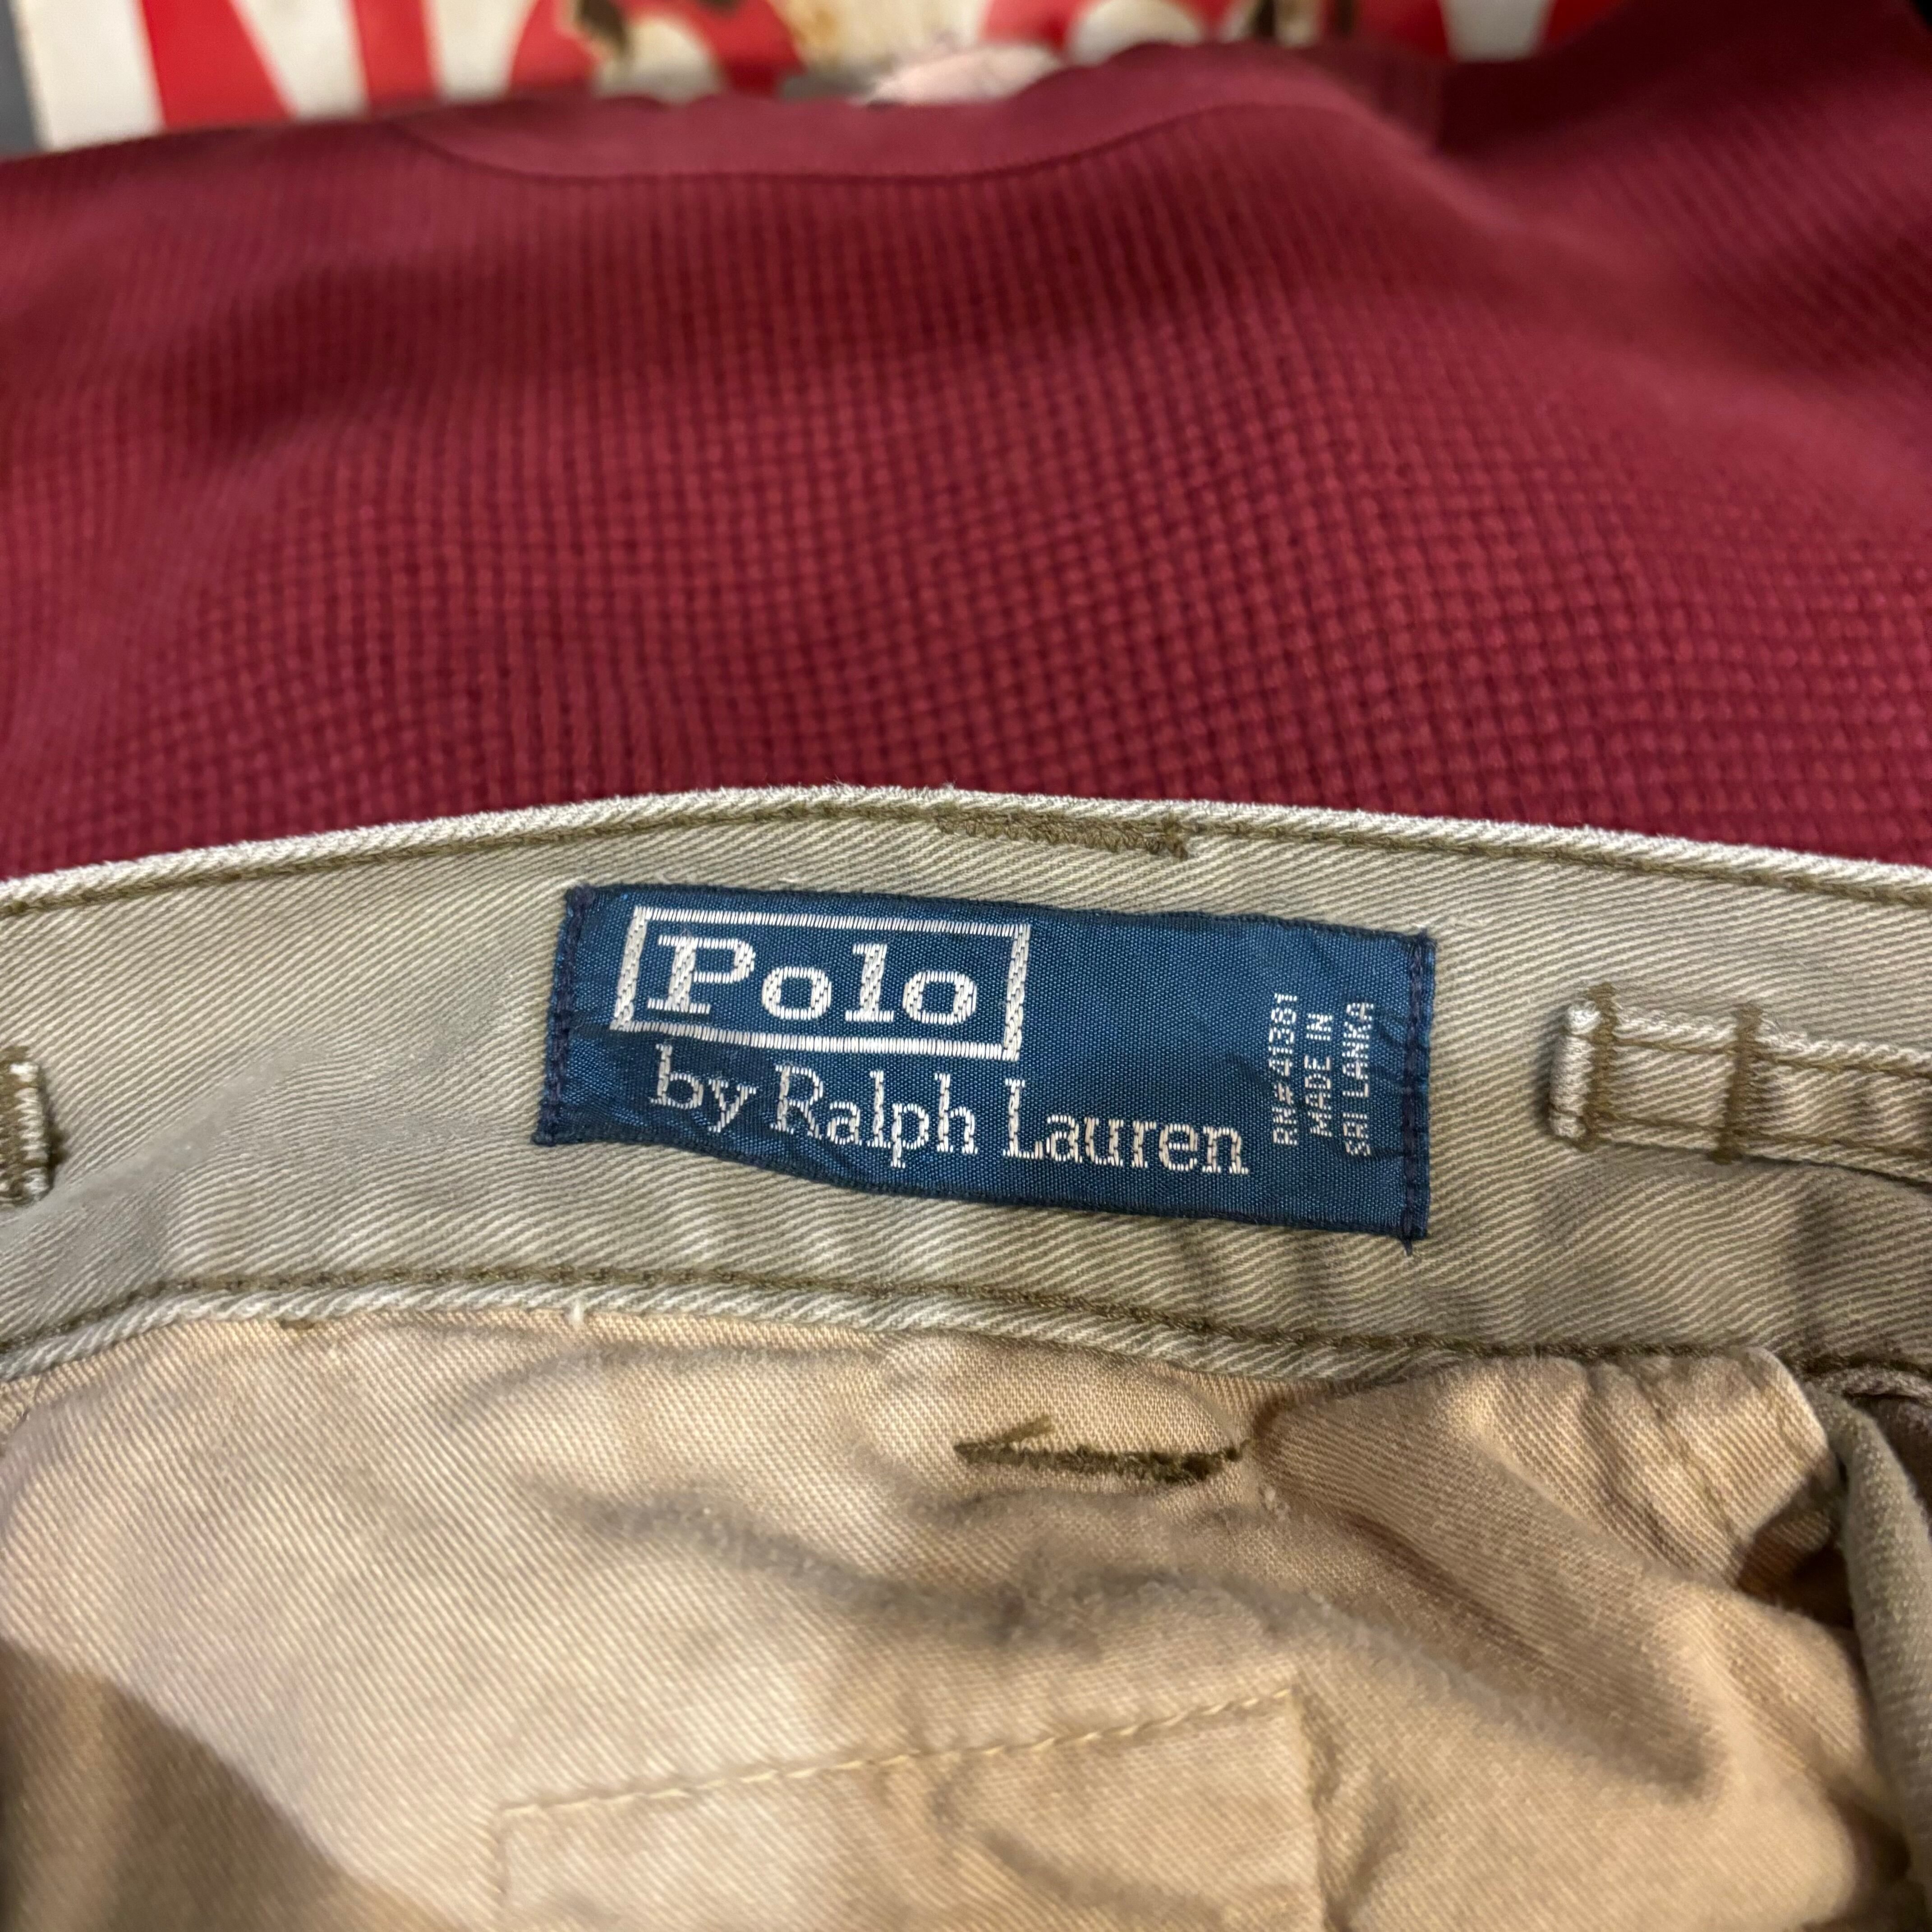 Polo
by Ralph Lauren
RN# 41381
MADE IN
SRI LANKA